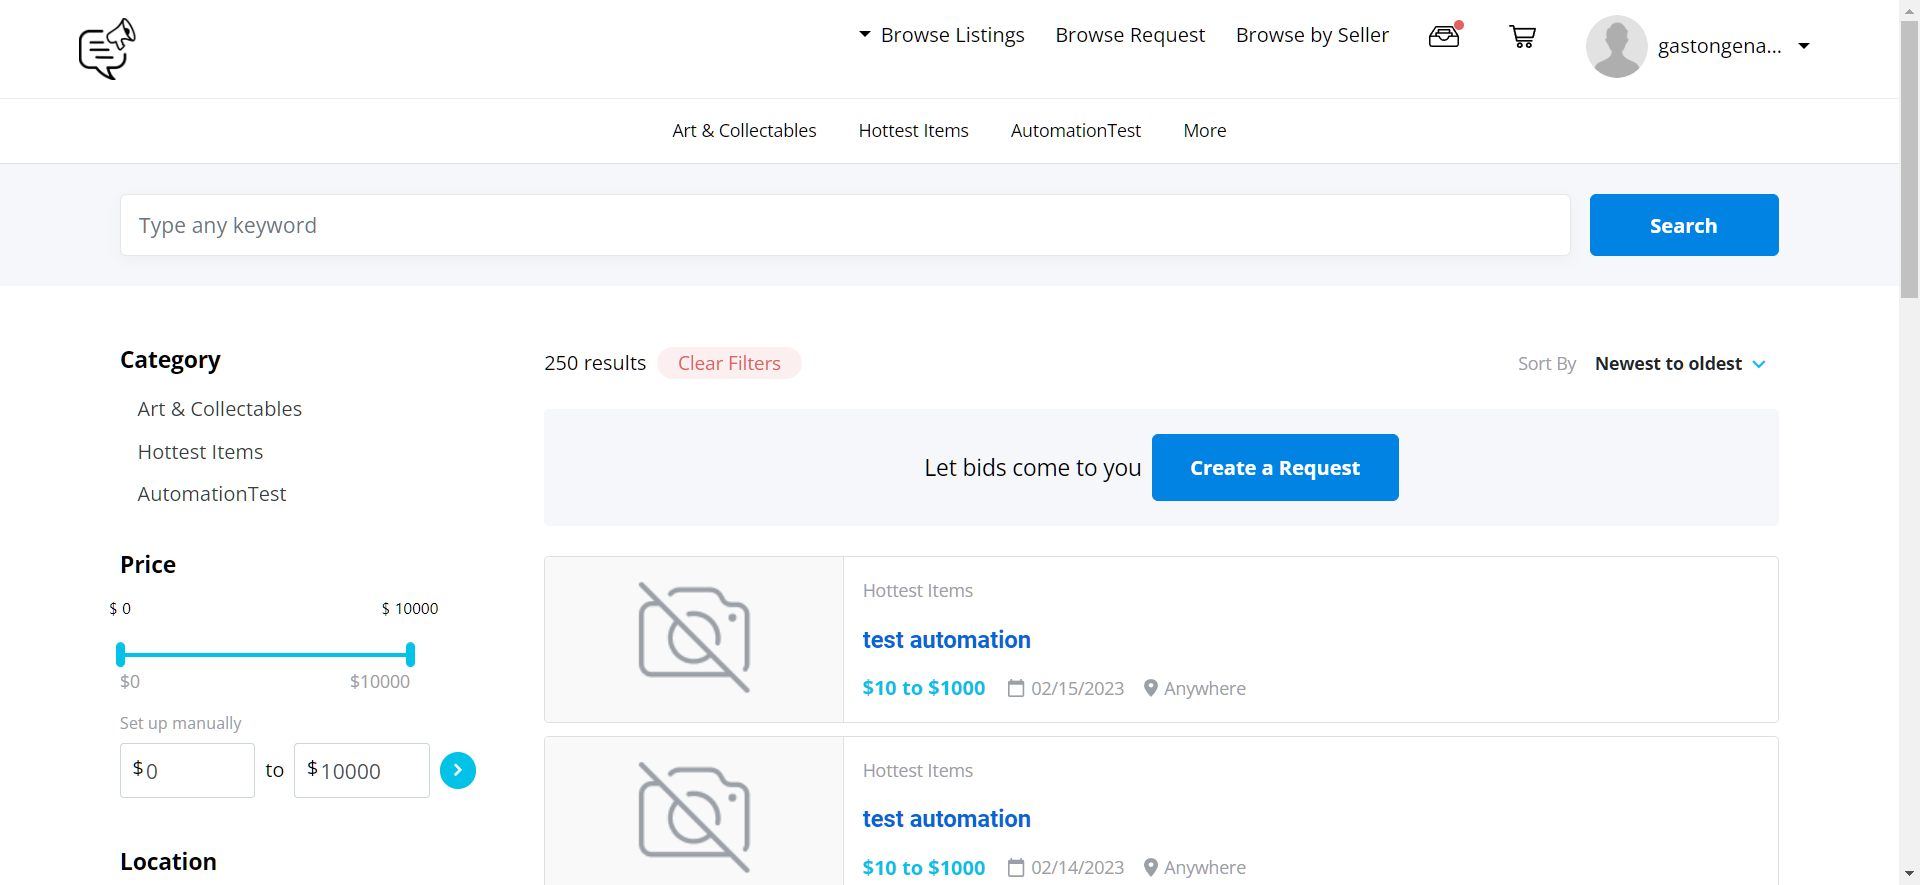 Browse Listings Browse Request Browse by Seller gastongena...
Art & Collectables Hottest Items AutomationTest More
Type any keyword Search
Category
Art & Collectables
Hottest Items
AutomationTest
Price
$ 0 $ 10000
$0 $10000
Set up manually
$ 0 to $ 10000
Location
250 results Clear Filters Sort By Newest to oldest
Let bids come to you Create a Request
Hottest Items
test automation
$10 to $1000 02/15/2023 Anywhere
Hottest Items
test automation
$10 to $1000 02/14/2023 Anywhere